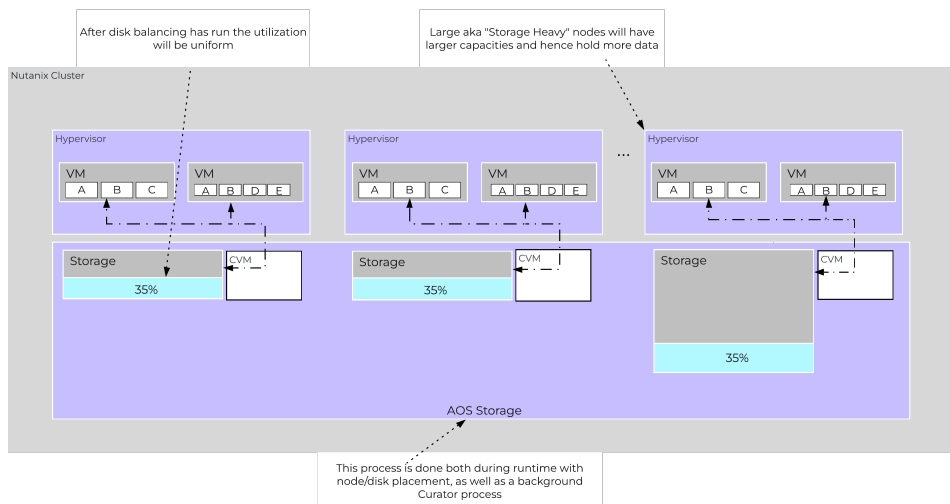 After disk balancing has run the utilization
will be uniform
Large aka "Storage Heavy" nodes will have
larger capacities and hence hold more data
Nutanix Cluster
Hypervisor
VM
A B C
VM
A B D E
Hypervisor
VM
A B C
VM
A B D E
...
Hypervisor
VM
A B C
VM
A B D E
Storage
35%
CVM
Storage
35%
CVM
Storage
35%
CVM
AOS Storage
This process is done both during runtime with
node/disk placement, as well as a background
Curator process